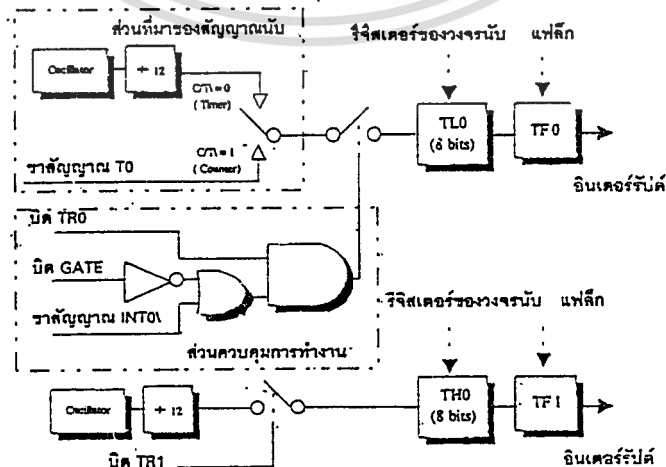 ส่วนที่มาของสัญญาณนับ
รีจิสเตอร์ของวงจรนับ แฟล็ก
Oscillator
÷ 12
C/T\ = 0
( Timer )
TL0
(8 bits)
TF0
C/T\ = 1
( Counter )
ขาสัญญาณ T0
อินเตอร์รัปต์
บิต TR0
บิต GATE
ขาสัญญาณ INT0\
ส่วนควบคุมการทำงาน
รีจิสเตอร์ของวงจรนับ แฟล็ก
Oscillator
÷ 12
TH0
(8 bits)
TF1
บิต TR1
อินเตอร์รัปต์